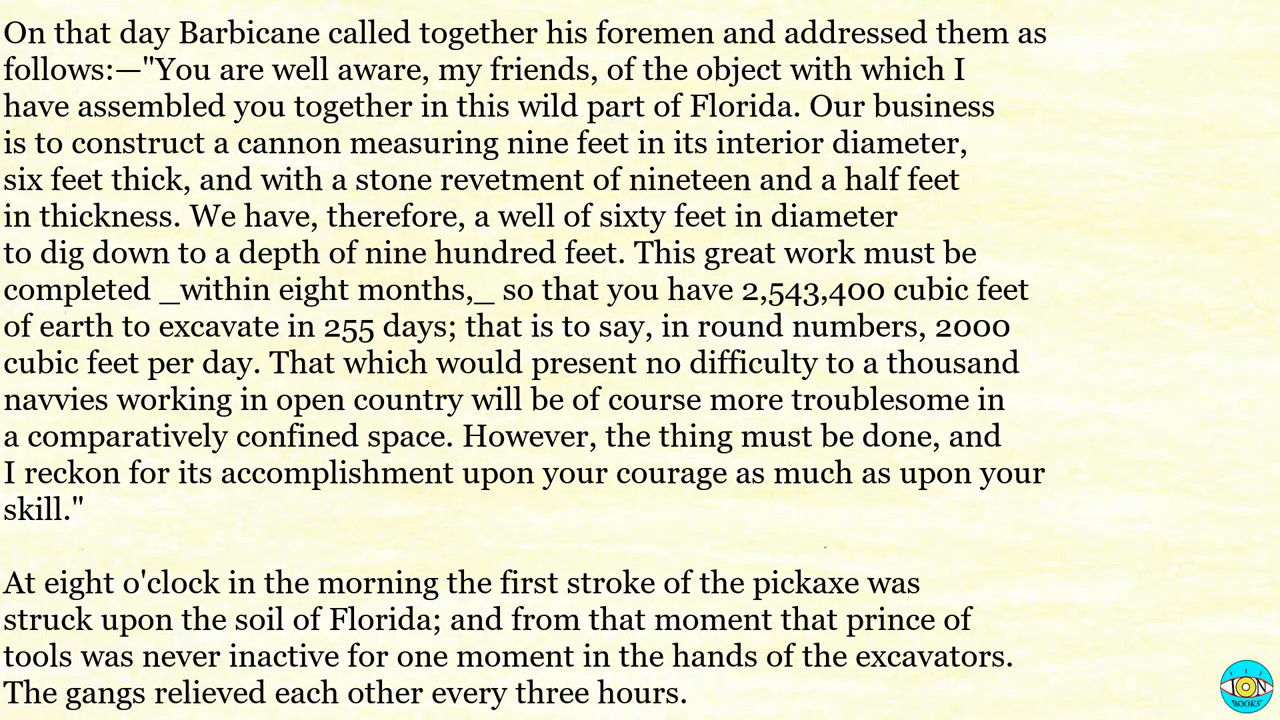 On that day Barbicane called together his foremen and addressed them as
follows:—"You are well aware, my friends, of the object with which I
have assembled you together in this wild part of Florida. Our business
is to construct a cannon measuring nine feet in its interior diameter,
six feet thick, and with a stone revetment of nineteen and a half feet
in thickness. We have, therefore, a well of sixty feet in diameter
to dig down to a depth of nine hundred feet. This great work must be
completed _within eight months,_ so that you have 2,543,400 cubic feet
of earth to excavate in 255 days; that is to say, in round numbers, 2000
cubic feet per day. That which would present no difficulty to a thousand
navvies working in open country will be of course more troublesome in
a comparatively confined space. However, the thing must be done, and
I reckon for its accomplishment upon your courage as much as upon your
skill."

At eight o'clock in the morning the first stroke of the pickaxe was
struck upon the soil of Florida; and from that moment that prince of
tools was never inactive for one moment in the hands of the excavators.
The gangs relieved each other every three hours.
ION
BOOKS